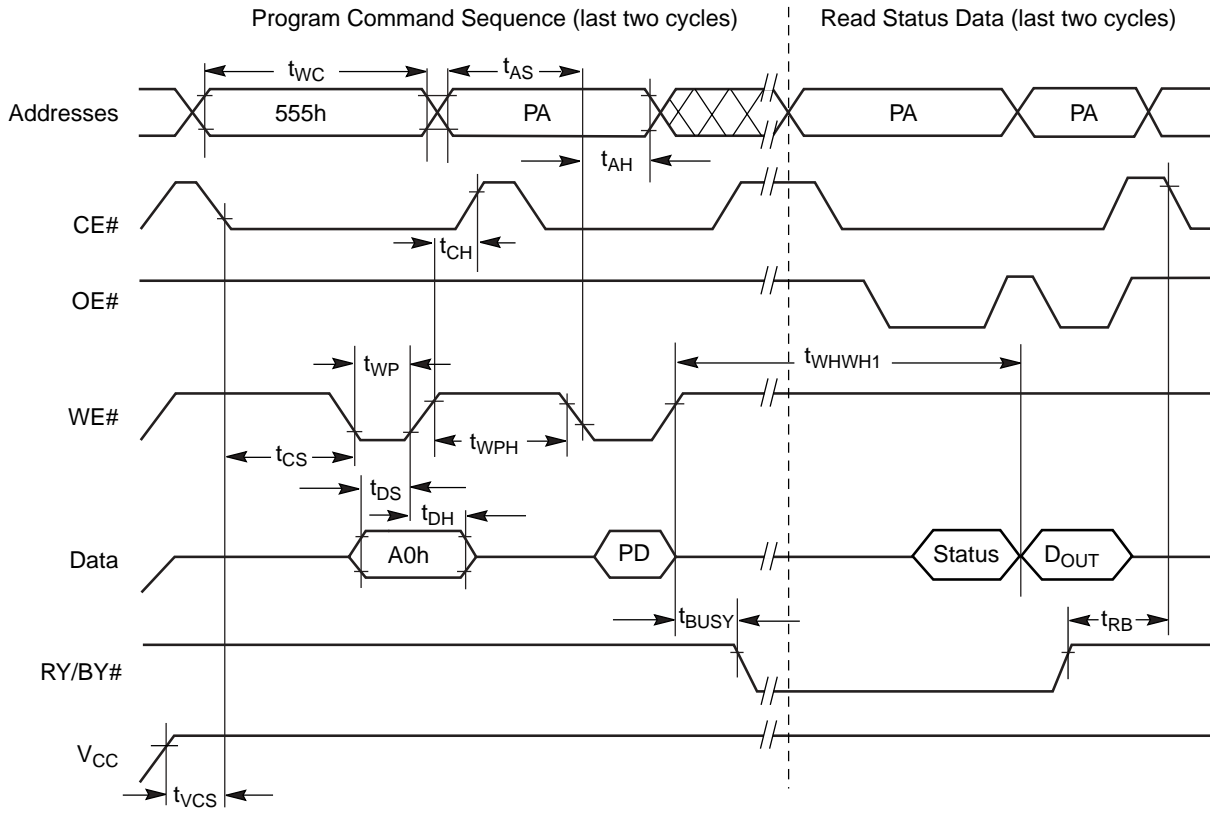 Program Command Sequence (last two cycles) Read Status Data (last two cycles)
tWC tAS
Addresses 555h PA PA PA
tAH
CE#
tCH
OE#
tWP tWHWH1
WE#
tCS tWPH
tDS
tDH
Data A0h PD Status DOUT
tBUSY tRB
RY/BY#
VCC
tVCS